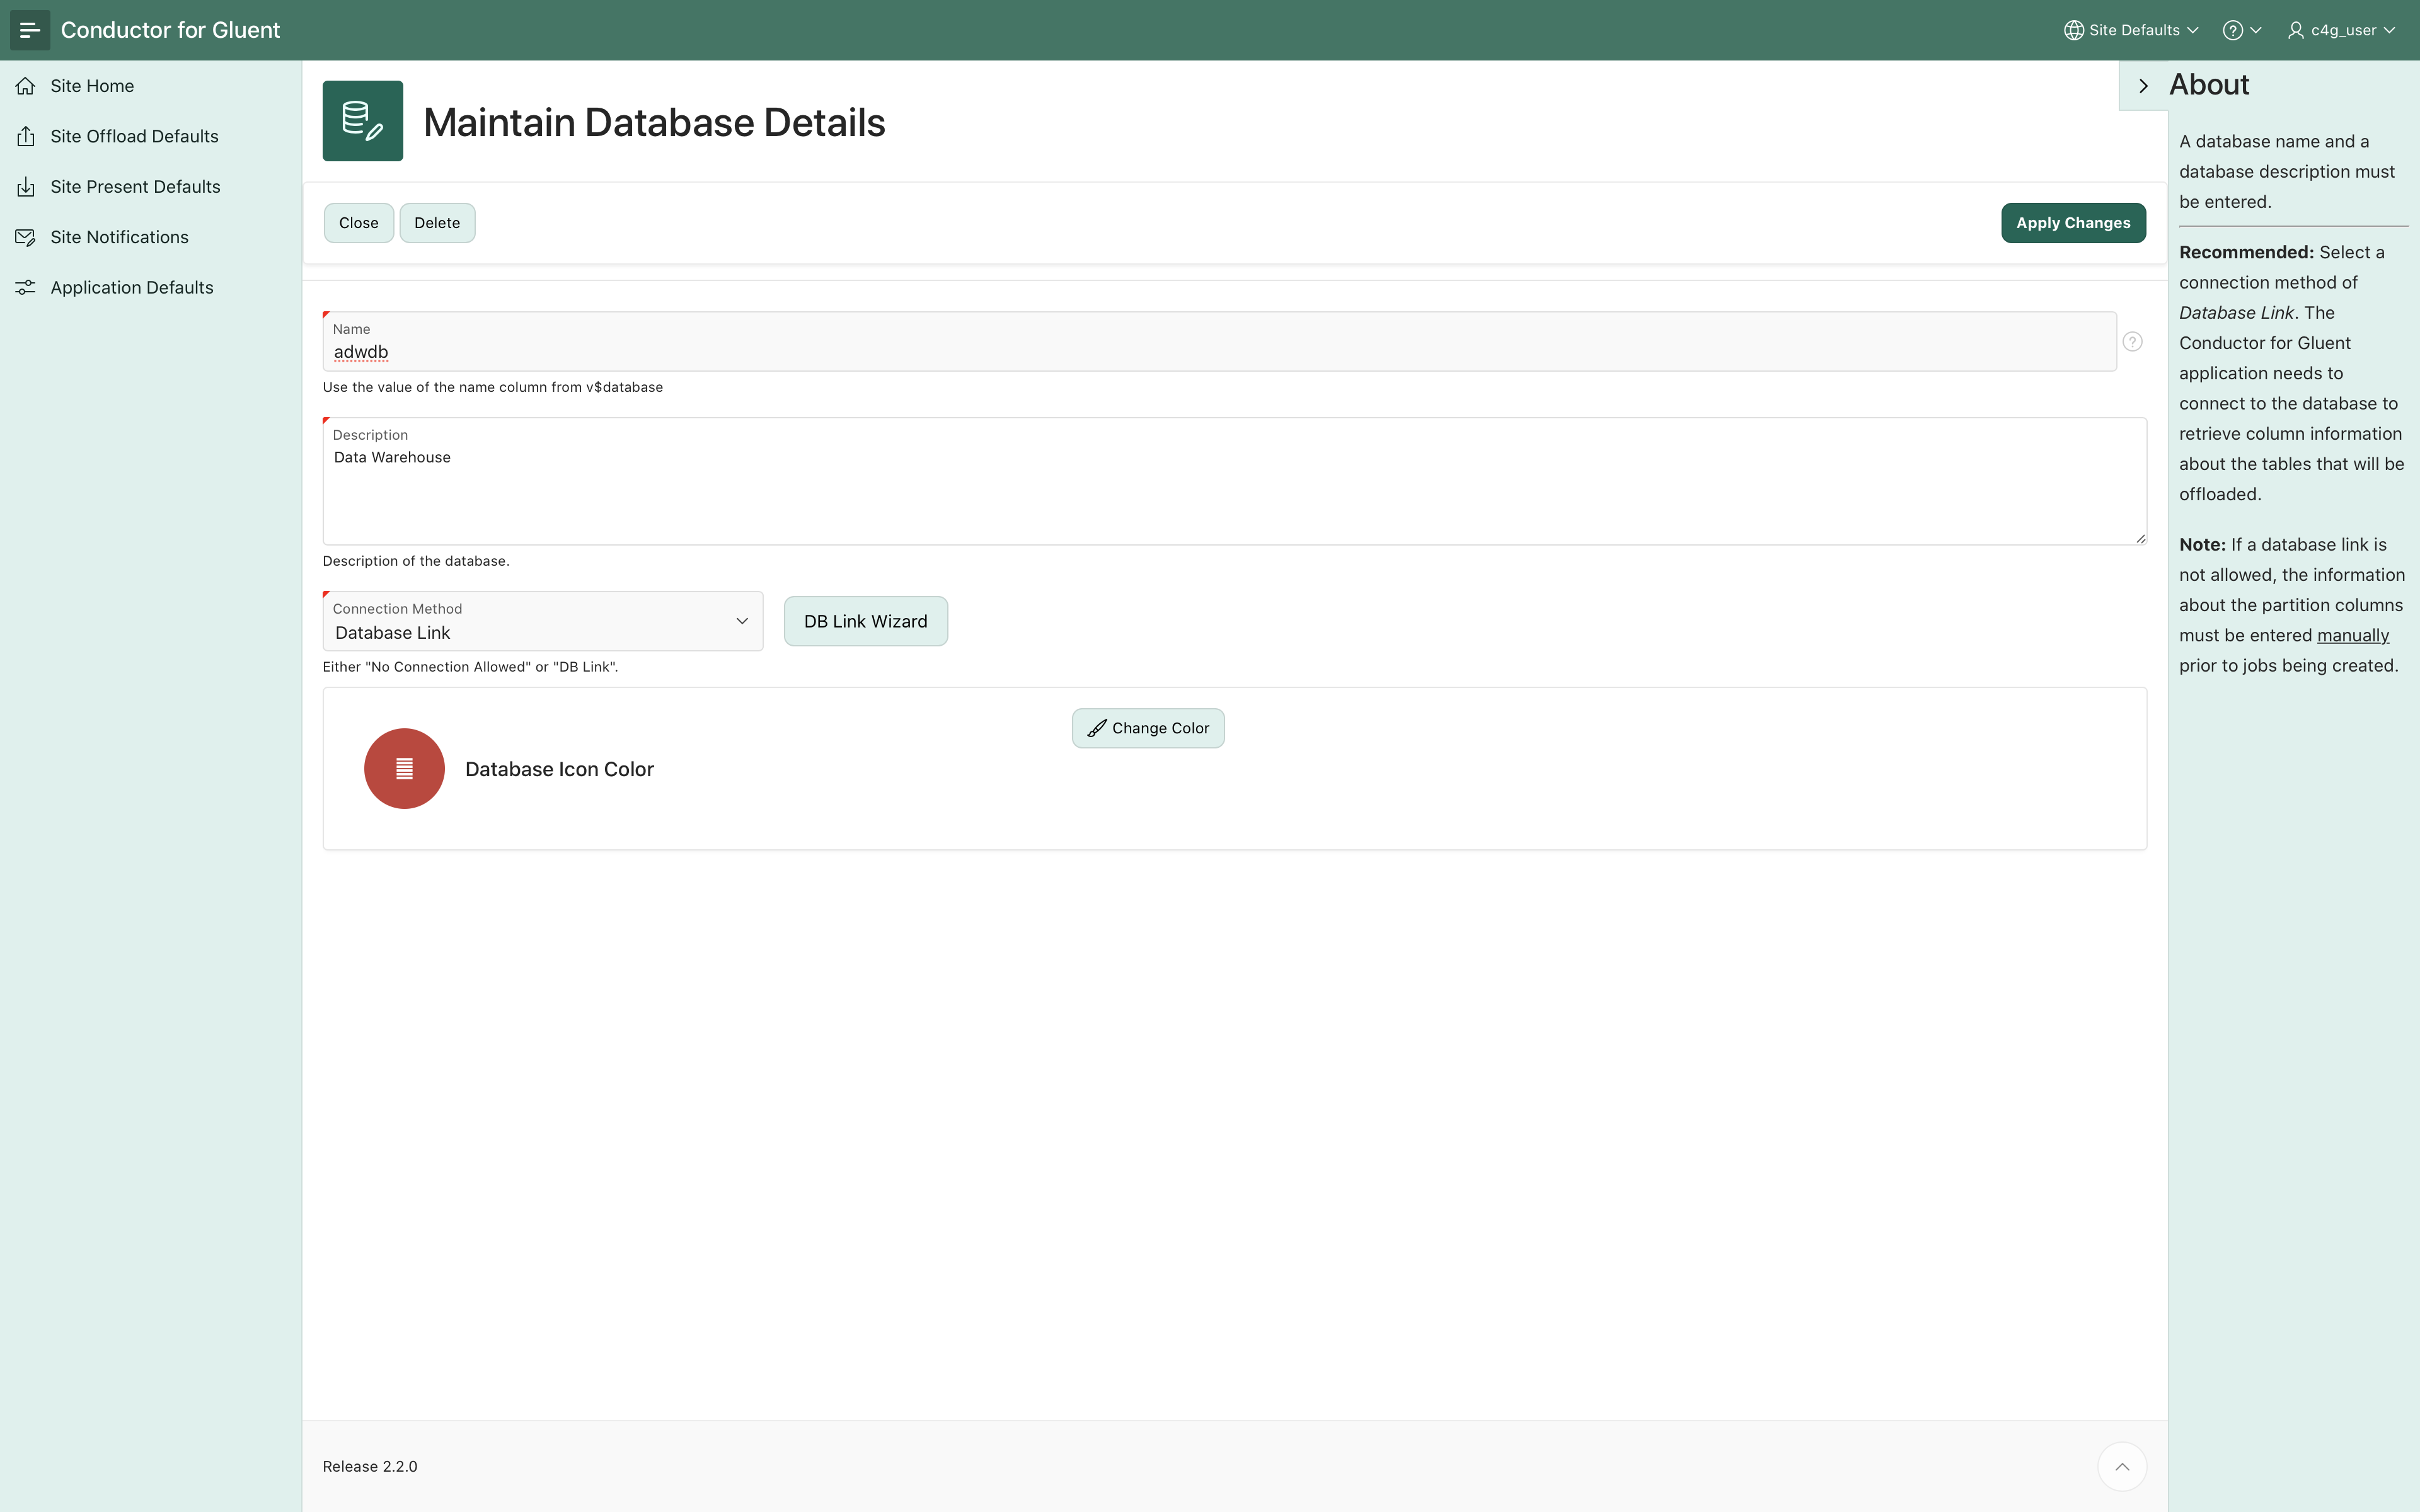 Conductor for Gluent
Site Defaults
?
c4g_user
Site Home
Site Offload Defaults
Site Present Defaults
Site Notifications
Application Defaults
Maintain Database Details
Close
Delete
Apply Changes
Name
adwdb
?
Use the value of the name column from v$database
Description
Data Warehouse
Description of the database.
Connection Method
Database Link
DB Link Wizard
Either "No Connection Allowed" or "DB Link".
Change Color
Database Icon Color
Release 2.2.0
About
A database name and a
database description must
be entered.
Recommended: Select a
connection method of
Database Link. The
Conductor for Gluent
application needs to
connect to the database to
retrieve column information
about the tables that will be
offloaded.
Note: If a database link is
not allowed, the information
about the partition columns
must be entered manually
prior to jobs being created.